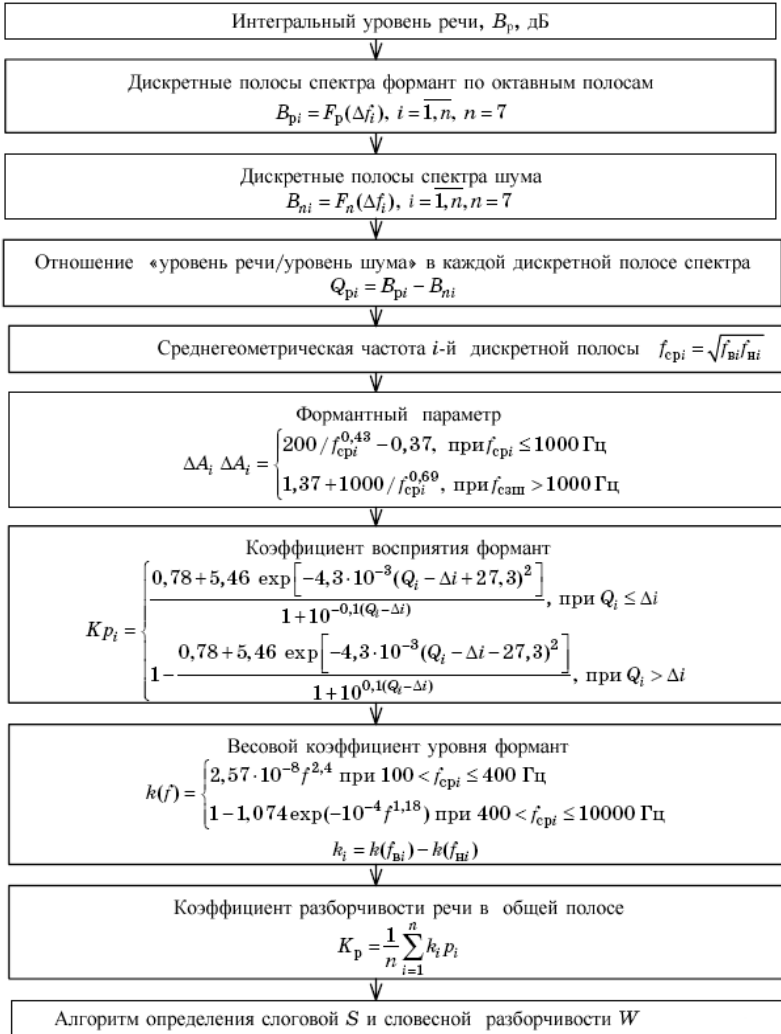 Интегральный уровень речи, Bр, дБ
Дискретные полосы спектра формант по октавным полосам
Bрi = Fр(Δfi), i = 1,n, n = 7
Дискретные полосы спектра шума
Bni = Fn(Δfi), i = 1,n, n = 7
Отношение «уровень речи/уровень шума» в каждой дискретной полосе спектра
Qрi = Bрi − Bni
Среднегеометрическая частота i-й дискретной полосы fсрi = √fвi fнi
Формантный параметр
ΔAi ΔAi = {200 / fсрi^0,43 − 0,37, при fсрi ≤ 1000 Гц
1,37 + 1000 / fсрi^0,69, при fсзш > 1000 Гц
Коэффициент восприятия формант
Kpi = {0,78 + 5,46 exp[−4,3·10^−3 (Qi − Δi + 27,3)^2] / 1 + 10^−0,1(Qi−Δi), при Qi ≤ Δi
1 − 0,78 + 5,46 exp[−4,3·10^−3 (Qi − Δi − 27,3)^2] / 1 + 10^0,1(Qi−Δi), при Qi > Δi
Весовой коэффициент уровня формант
k(f) = {2,57·10^−8 f^2,4 при 100 < fсрi ≤ 400 Гц
1 − 1,074 exp(−10^−4 f^1,18) при 400 < fсрi ≤ 10000 Гц
ki = k(fвi) − k(fнi)
Коэффициент разборчивости речи в общей полосе
Kр = 1/n ∑i=1^n ki pi
Алгоритм определения слоговой S и словесной разборчивости W